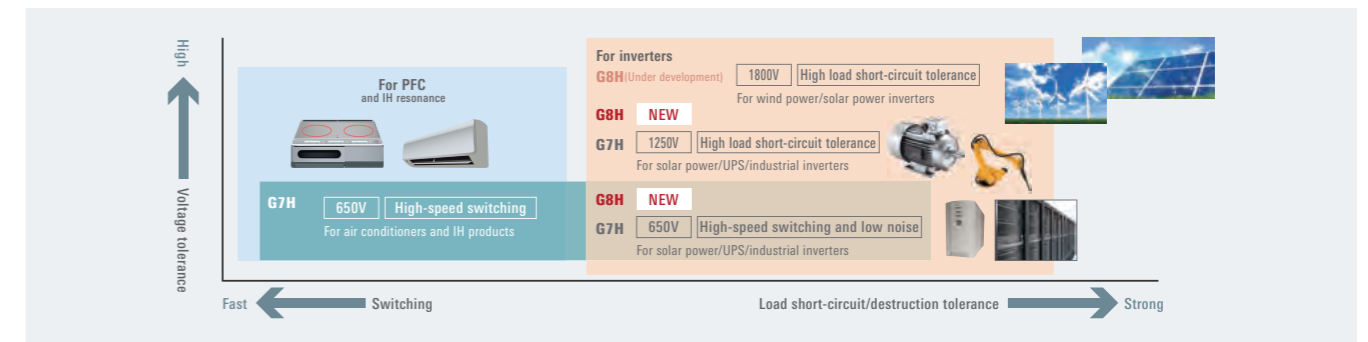 High
Voltage tolerance
For PFC
and IH resonance
G7H 650V High-speed switching
For air conditioners and IH products
For inverters
G8H(Under development) 1800V High load short-circuit tolerance
For wind power/solar power inverters
G8H NEW
G7H 1250V High load short-circuit tolerance
For solar power/UPS/industrial inverters
G8H NEW
G7H 650V High-speed switching and low noise
For solar power/UPS/industrial inverters
Fast Switching Load short-circuit/destruction tolerance Strong